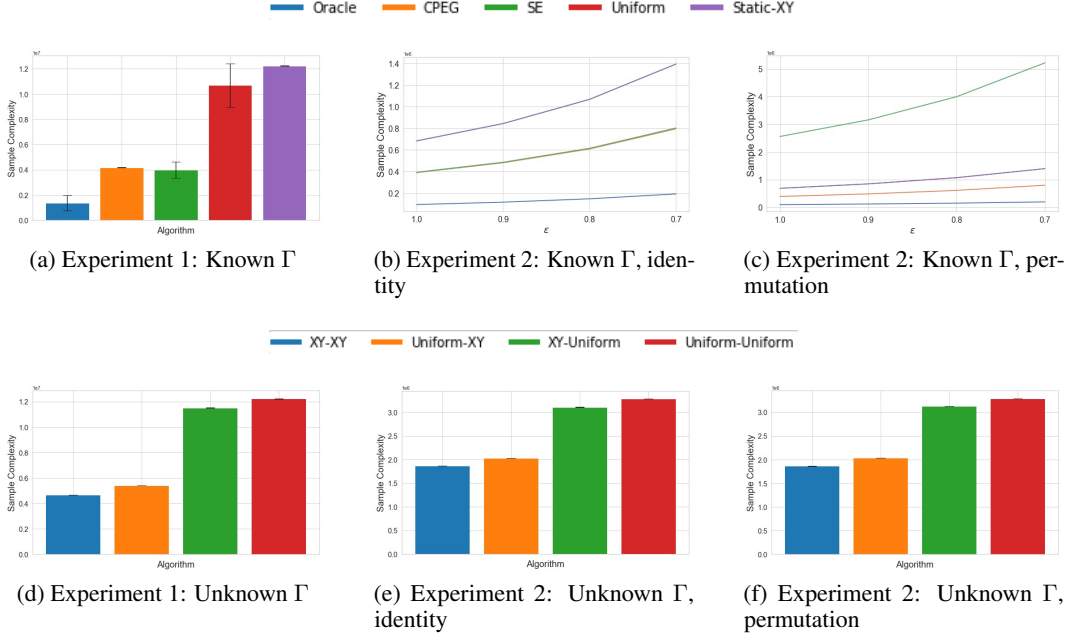 Oracle CPEG SE Uniform Static-XY
1e7
Sample Complexity
1.2
1.0
0.8
0.6
0.4
0.2
0.0
Algorithm
(a) Experiment 1: Known Γ
1e6
Sample Complexity
1.4
1.2
1.0
0.8
0.6
0.4
0.2
1.0 0.9 0.8 0.7
ε
(b) Experiment 2: Known Γ, iden-
tity
1e6
Sample Complexity
5
4
3
2
1
0
1.0 0.9 0.8 0.7
ε
(c) Experiment 2: Known Γ, per-
mutation
XY-XY Uniform-XY XY-Uniform Uniform-Uniform
1e7
Sample Complexity
1.2
1.0
0.8
0.6
0.4
0.2
0.0
Algorithm
(d) Experiment 1: Unknown Γ
1e6
Sample Complexity
3.0
2.5
2.0
1.5
1.0
0.5
0.0
Algorithm
(e) Experiment 2: Unknown Γ,
identity
1e6
Sample Complexity
3.0
2.5
2.0
1.5
1.0
0.5
0.0
Algorithm
(f) Experiment 2: Unknown Γ,
permutation